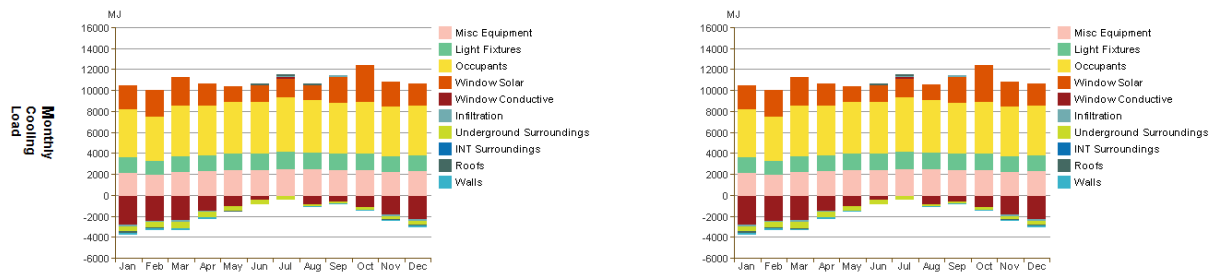 Monthly
Cooling
Load
MJ
16000
14000
12000
10000
8000
6000
4000
2000
0
-2000
-4000
-6000
Jan Feb Mar Apr May Jun Jul Aug Sep Oct Nov Dec
Misc Equipment
Light Fixtures
Occupants
Window Solar
Window Conductive
Infiltration
Underground Surroundings
INT Surroundings
Roofs
Walls
MJ
16000
14000
12000
10000
8000
6000
4000
2000
0
-2000
-4000
-6000
Jan Feb Mar Apr May Jun Jul Aug Sep Oct Nov Dec
Misc Equipment
Light Fixtures
Occupants
Window Solar
Window Conductive
Infiltration
Underground Surroundings
INT Surroundings
Roofs
Walls